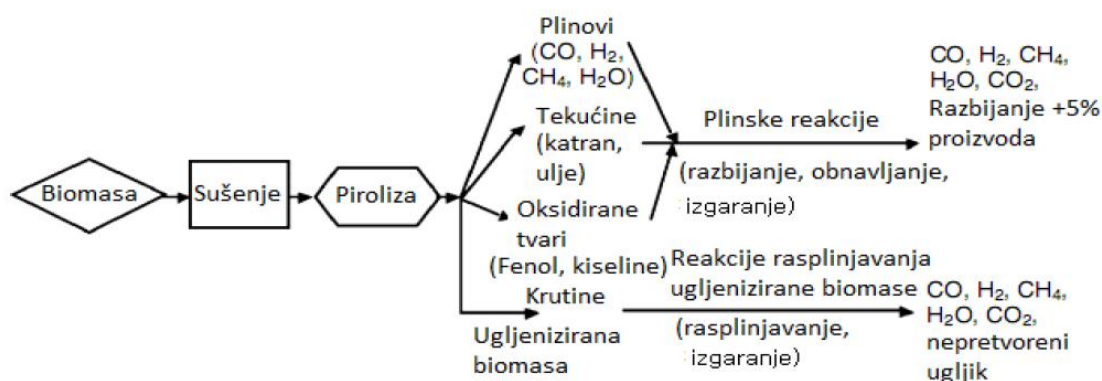 Biomasa
Sušenje
Piroliza
Plinovi
(CO, H₂,
CH₄, H₂O)
Tekućine
(katran,
ulje)
Oksidirane
tvari
(Fenol, kiseline)
Krutine
Ugljenizirana
biomasa
Plinske reakcije
(razbijanje, obnavljanje,
izgaranje)
Reakcije rasplinjavanja
ugljenizirane biomase
(rasplinjavanje,
izgaranje)
CO, H₂, CH₄,
H₂O, CO₂,
Razbijanje +5%
proizvoda
CO, H₂, CH₄,
H₂O, CO₂,
nepretvoreni
ugljik